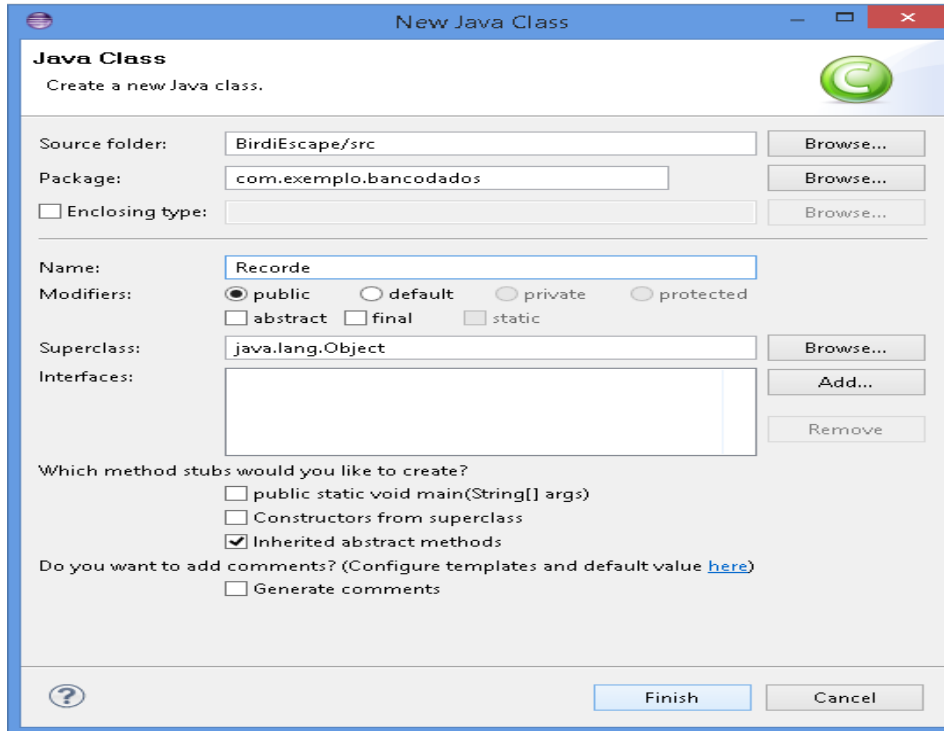 New Java Class
Java Class
Create a new Java class.
C
Source folder: BirdiEscape/src Browse...
Package: com.exemplo.bancodados Browse...
Enclosing type: Browse...
Name: Recorde
Modifiers: public default private protected
abstract final static
Superclass: java.lang.Object Browse...
Interfaces: Add...
Remove
Which method stubs would you like to create?
public static void main(String[] args)
Constructors from superclass
Inherited abstract methods
Do you want to add comments? (Configure templates and default value here)
Generate comments
? Finish Cancel